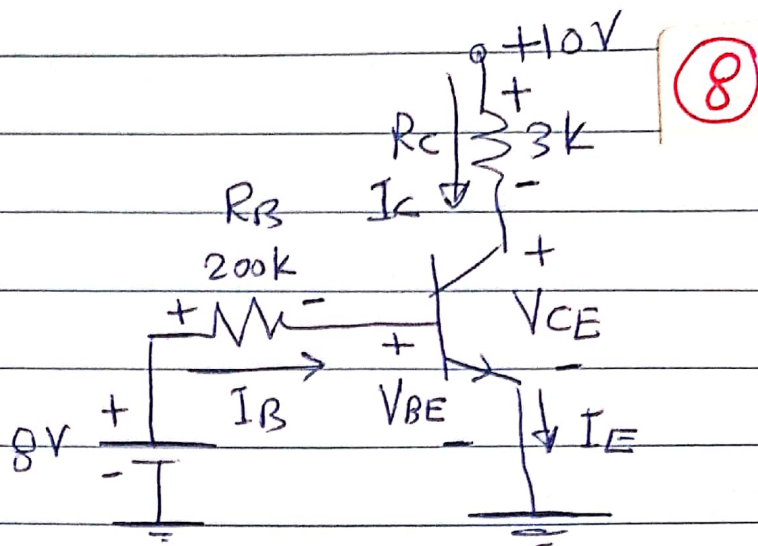 +10V
8
+
Rc 3K
-
RB Ic
200K +
+ - VCE
+ -
IB VBE
+ IE
8V -
-